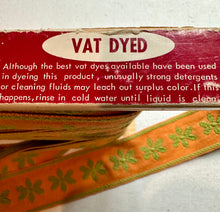 VAT DYED
Although the best vat dyes available have been used
in dyeing this product, unusually strong detergents
or cleaning fluids may leach out surplus color. If this
happens, rinse in cold water until liquid is clean